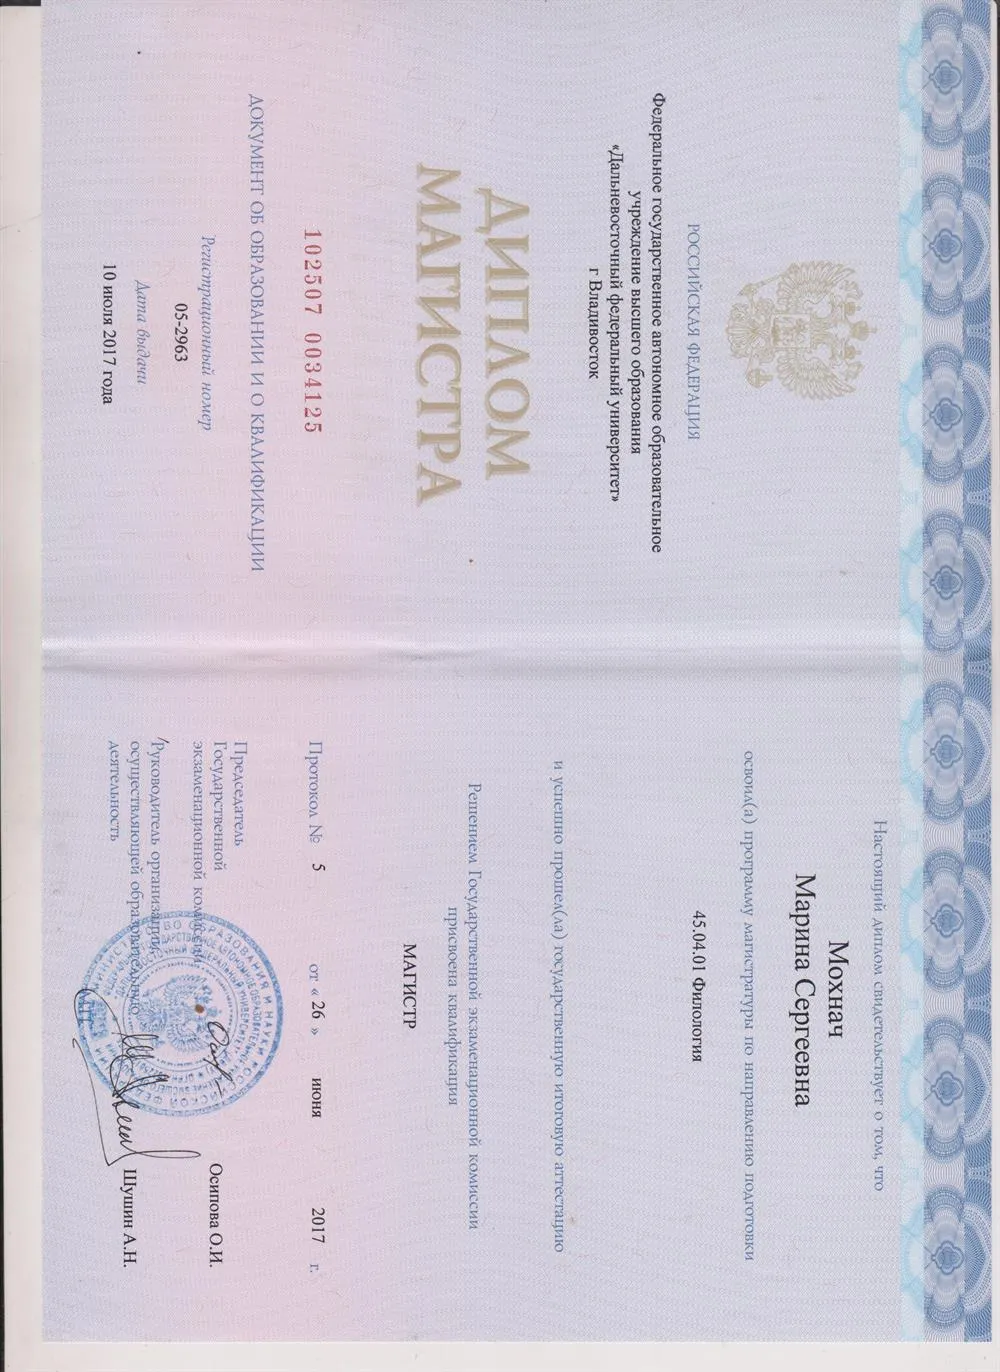 РОССИЙСКАЯ ФЕДЕРАЦИЯ
Федеральное государственное автономное образовательное
учреждение высшего образования
«Дальневосточный федеральный университет»
г Владивосток
ДИПЛОМ
МАГИСТРА
102507 0034125
ДОКУМЕНТ ОБ ОБРАЗОВАНИИ И О КВАЛИФИКАЦИИ
Регистрационный номер
05-2963
Дата выдачи
10 июля 2017 года
Настоящий диплом свидетельствует о том, что
Мохнач
Марина Сергеевна
освоил(а) программу магистратуры по направлению подготовки
45.04.01 Филология
и успешно прошел(ла) государственную итоговую аттестацию
Решением Государственной экзаменационной комиссии
присвоена квалификация
МАГИСТР
Протокол № 5 от « 26 » июня 2017 г.
Председатель
Государственной
экзаменационной комиссии
Осипова О.И.
Руководитель организации,
осуществляющей образовательную
деятельность
Шушин А.Н.
М.П.